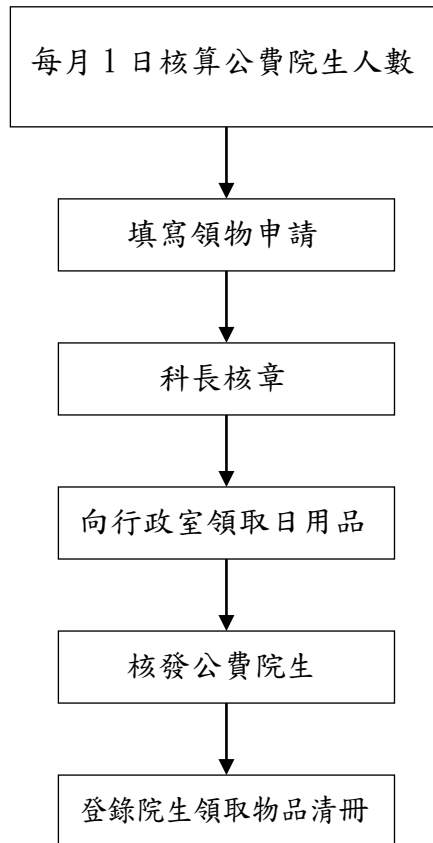 每月 1 日核算公費院生人數
填寫領物申請
科長核章
向行政室領取日用品
核發公費院生
登錄院生領取物品清冊